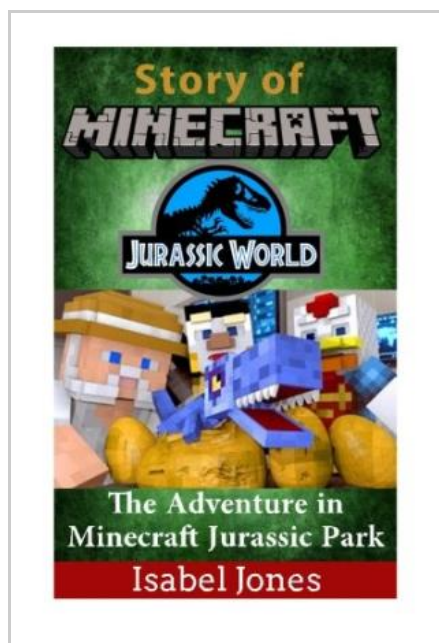 Story of
MINECRAFT
JURASSIC WORLD
The Adventure in
Minecraft Jurassic Park
Isabel Jones